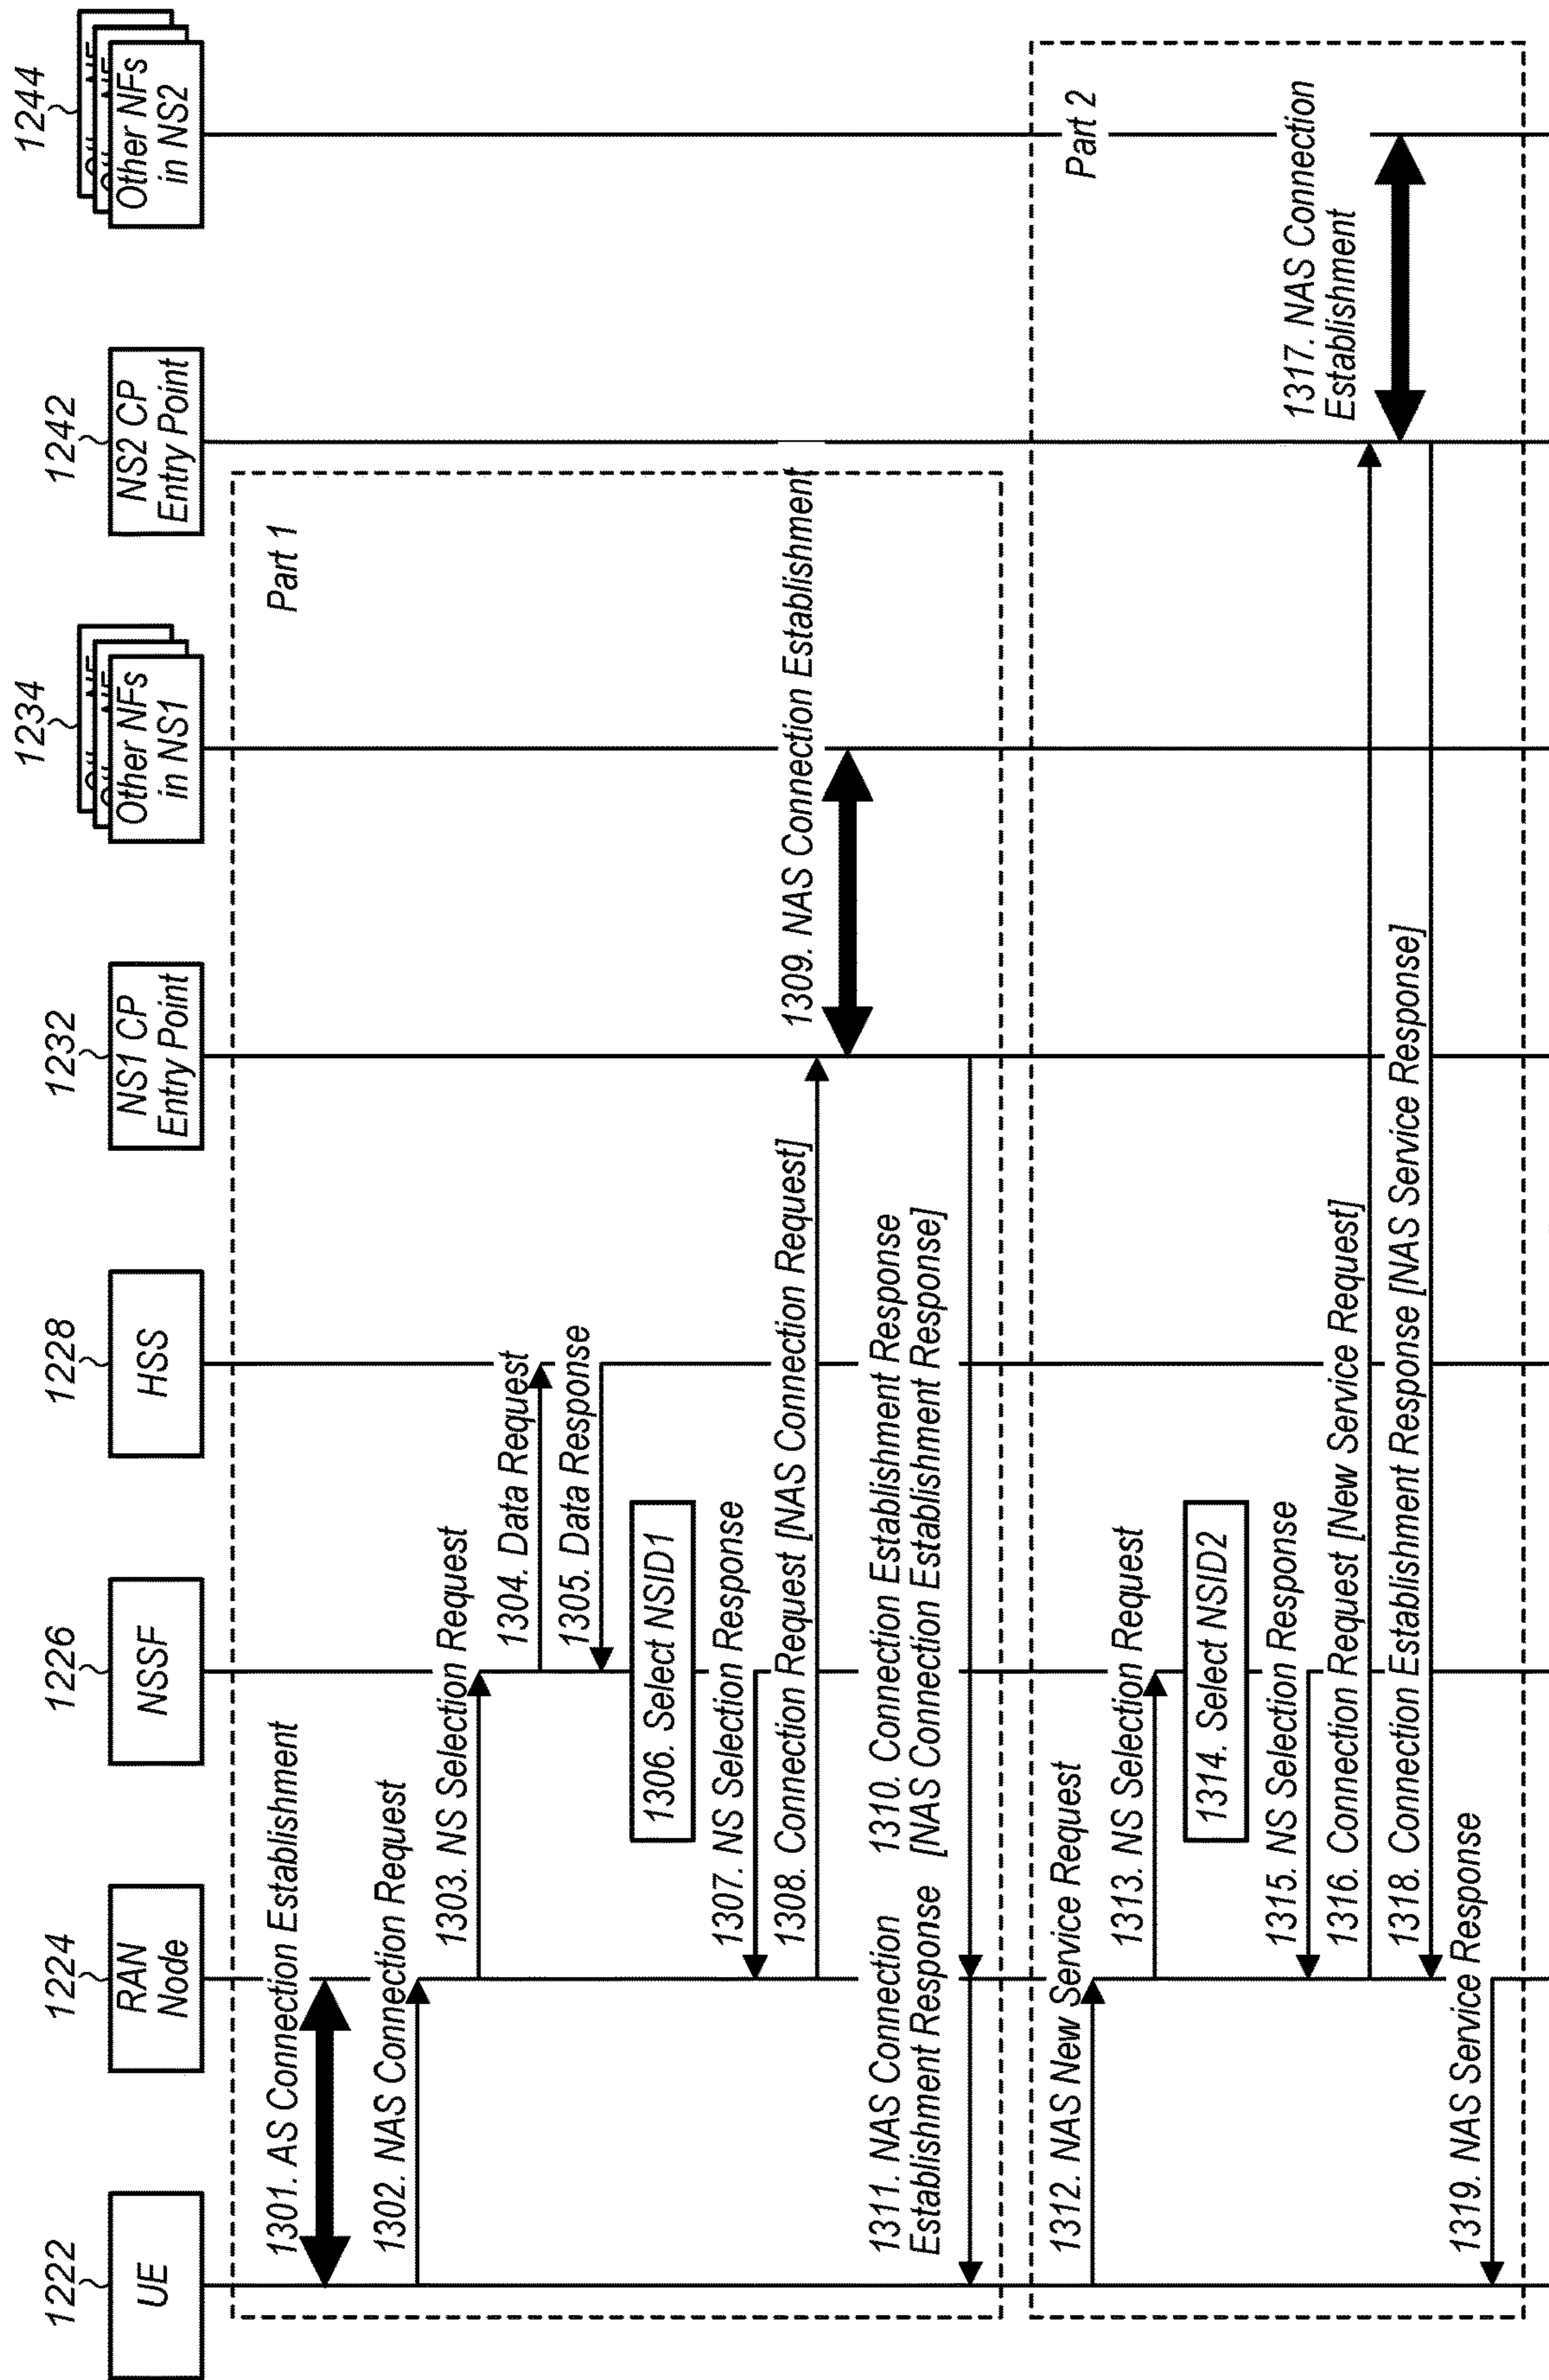 1222
1224
1226
1228
1232
1234
1242
1244
UE
RAN
Node
NSSF
HSS
NS1 CP
Entry Point
Other NFs
in NS1
NS2 CP
Entry Point
Other NFs
in NS2
Part 1
1301. AS Connection Establishment
1302. NAS Connection Request
1303. NS Selection Request
1304. Data Request
1305. Data Response
1306. Select NSID1
1307. NS Selection Response
1308. Connection Request [NAS Connection Request]
1309. NAS Connection Establishment
1310. Connection Establishment Response
[NAS Connection Establishment Response]
1311. NAS Connection
Establishment Response
Part 2
1312. NAS New Service Request
1313. NS Selection Request
1314. Select NSID2
1315. NS Selection Response
1316. Connection Request [New Service Request]
1317. NAS Connection
Establishment
1318. Connection Establishment Response [NAS Service Response]
1319. NAS Service Response